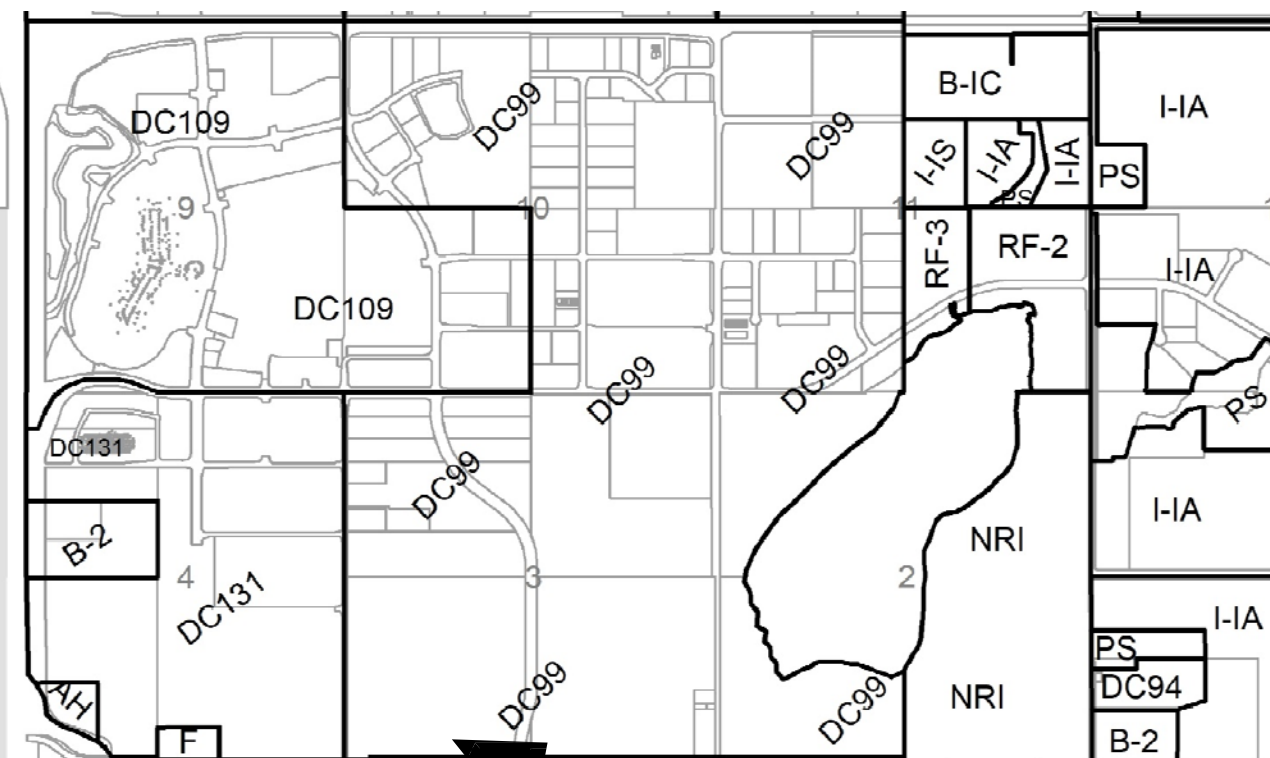 DC109
DC99
DC99
B-IC
I-IA
I-IS
I-IA
I-IA
PS
PS
9
10
11
DC109
RF-3
RF-2
I-IA
DC99
DC99
PS
DC131
DC99
B-2
NRI
I-IA
4
3
2
DC131
I-IA
PS
AH
DC99
DC99
NRI
DC94
F
B-2